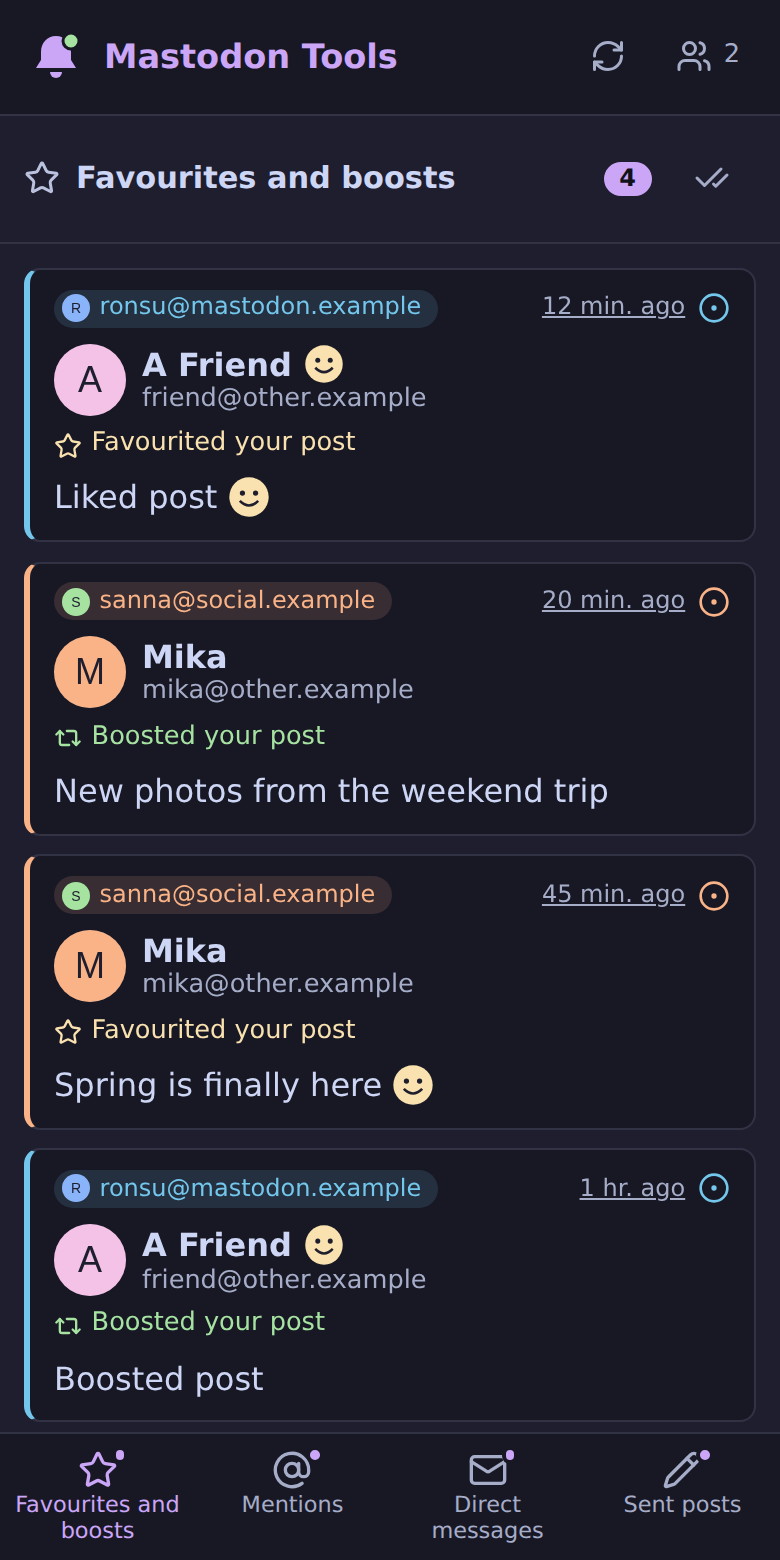 Mastodon Tools 2
Favourites and boosts 4
R ronsu@mastodon.example 12 min. ago
A A Friend
friend@other.example
Favourited your post
Liked post
S sanna@social.example 20 min. ago
M Mika
mika@other.example
Boosted your post
New photos from the weekend trip
S sanna@social.example 45 min. ago
M Mika
mika@other.example
Favourited your post
Spring is finally here
R ronsu@mastodon.example 1 hr. ago
A A Friend
friend@other.example
Boosted your post
Boosted post
Favourites and boosts
Mentions
Direct messages
Sent posts